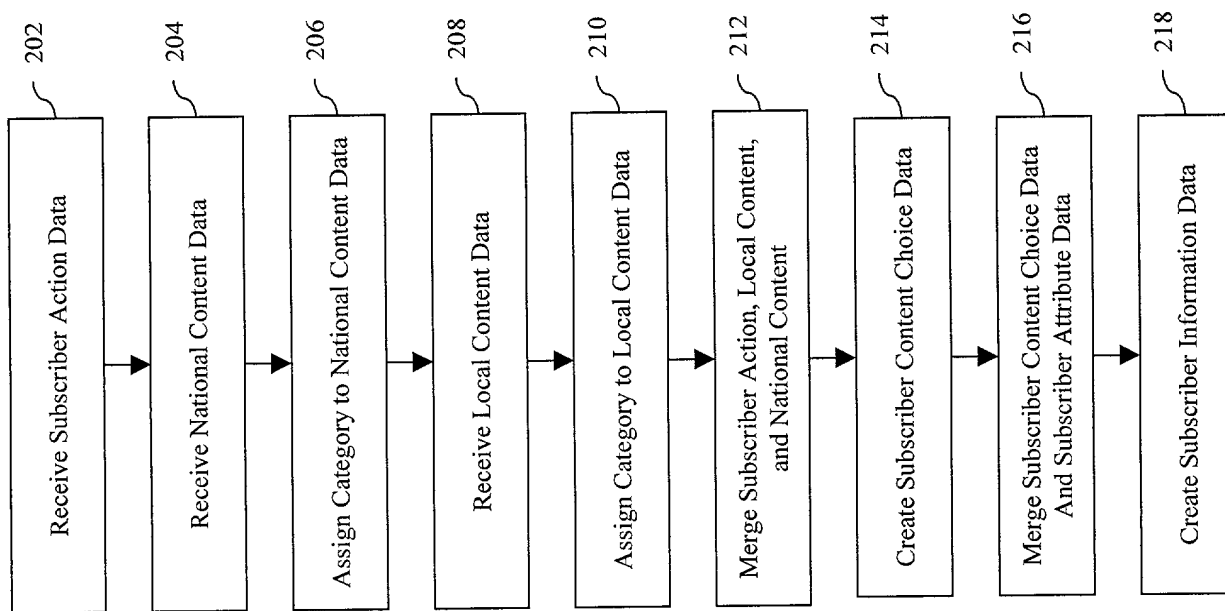 202
Receive Subscriber Action Data
204
Receive National Content Data
206
Assign Category to National Content Data
208
Receive Local Content Data
210
Assign Category to Local Content Data
212
Merge Subscriber Action, Local Content,
and National Content
214
Create Subscriber Content Choice Data
216
Merge Subscriber Content Choice Data
And Subscriber Attribute Data
218
Create Subscriber Information Data